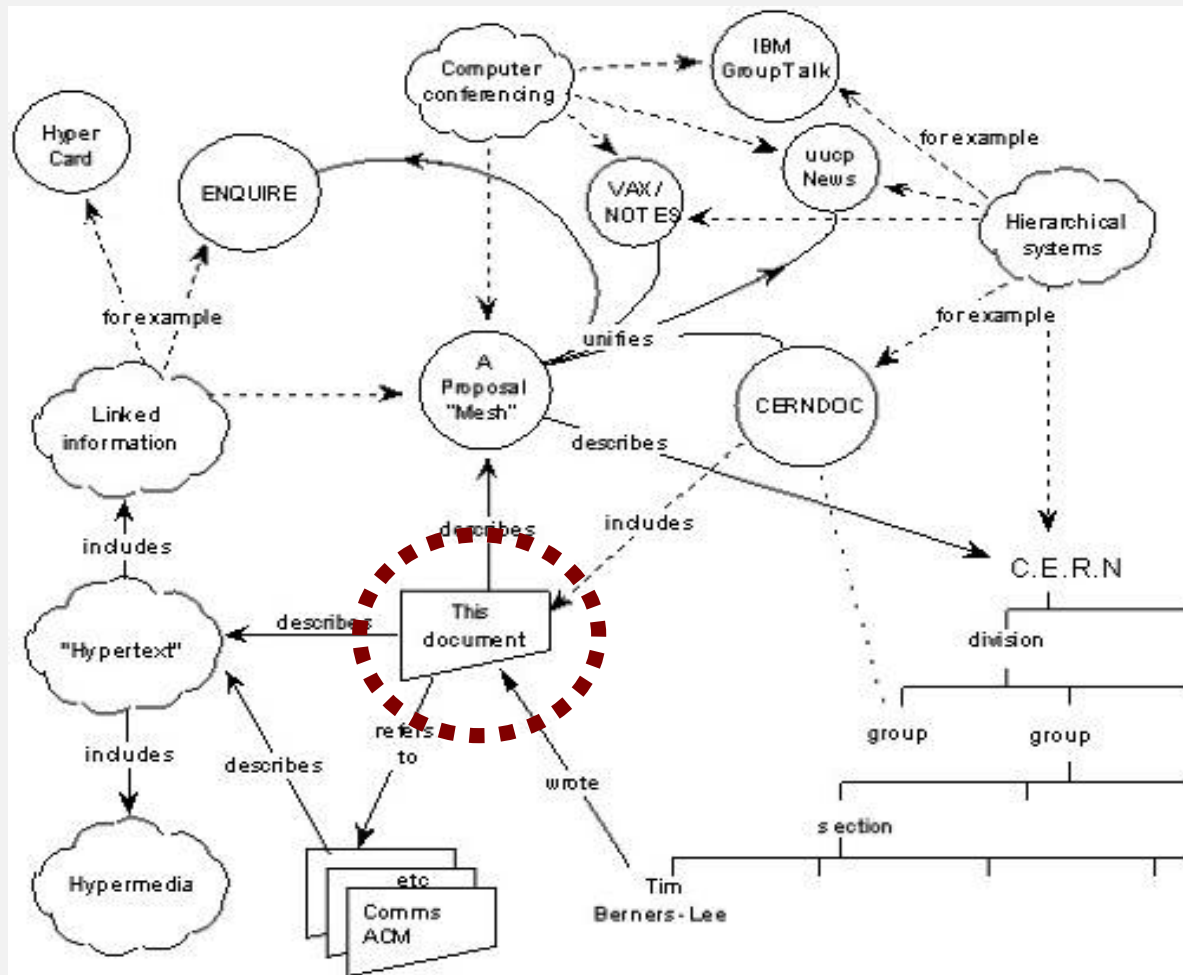 IBM
GroupTalk
Computer
conferencing
Hyper
Card
for example
uucp
News
ENQUIRE
VAX/
NOTES
Hierarchical
systems
for example
for example
unifies
A
Proposal
"Mesh"
Linked
information
CERNDOC
describes
includes
describes
includes
C.E.R.N
This
document
describes
division
"Hypertext"
refers
to
group
group
includes
describes
wrote
section
Hypermedia
etc
Comms
ACM
Tim
Berners-Lee